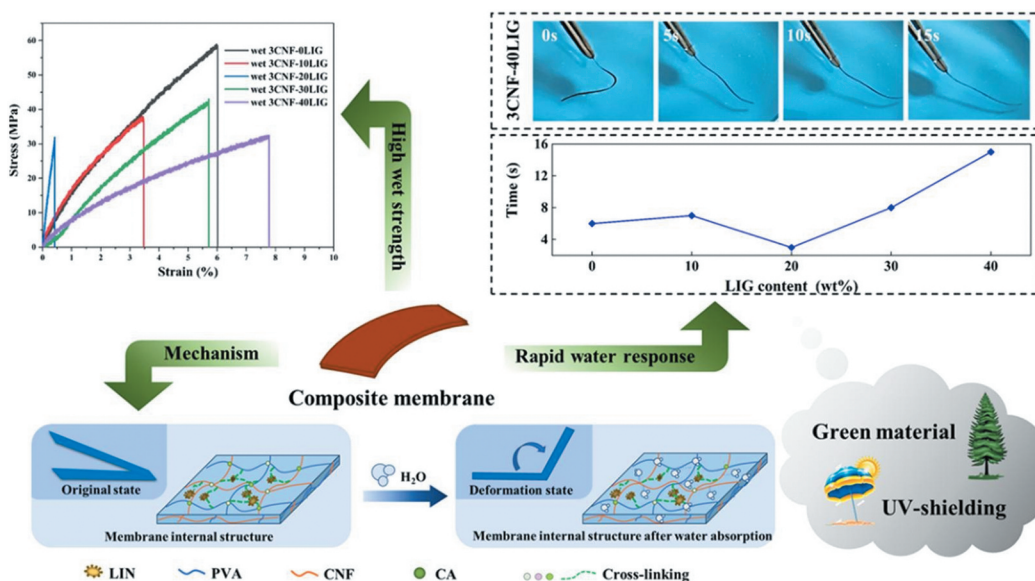 60
50
40
30
20
10
0
Stress (MPa)
wet 3CNF-0LIG
wet 3CNF-10LIG
wet 3CNF-20LIG
wet 3CNF-30LIG
wet 3CNF-40LIG
0 1 2 3 4 5 6 7 8 9 10
Strain (%)
High wet strength
3CNF-40LIG
0s
5s
10s
15s
16
12
8
4
Time (s)
0 10 20 30 40
LIG content (wt%)
Mechanism
Rapid water response
Composite membrane
Original state
Membrane internal structure
H₂O
Deformation state
Membrane internal structure after water absorption
Green material
UV-shielding
LIN PVA CNF CA Cross-linking